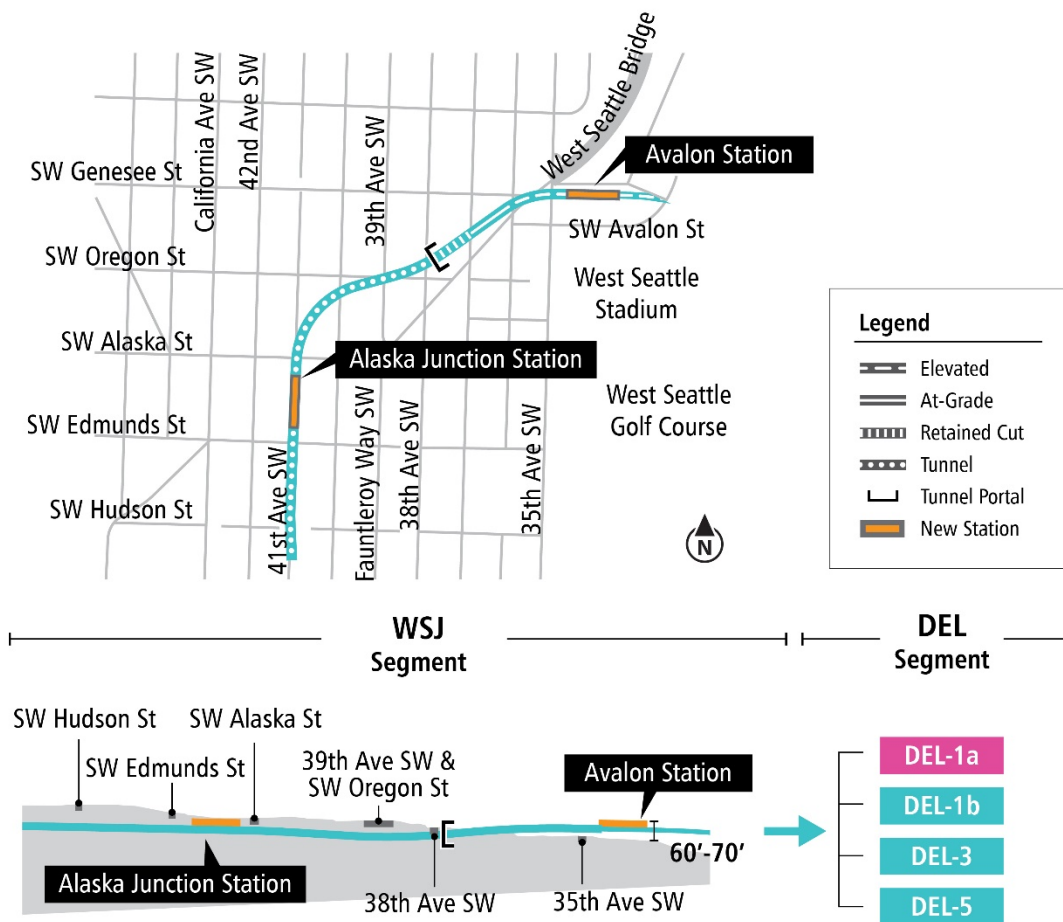 West Seattle Bridge
California Ave SW
42nd Ave SW
39th Ave SW
Avalon Station
SW Genesee St
SW Avalon St
SW Oregon St
West Seattle
Stadium
SW Alaska St
Alaska Junction Station
West Seattle
Golf Course
SW Edmunds St
SW Hudson St
41st Ave SW
Fauntleroy Way SW
38th Ave SW
35th Ave SW
N
Legend
Elevated
At-Grade
Retained Cut
Tunnel
Tunnel Portal
New Station
WSJ
Segment
DEL
Segment
SW Hudson St
SW Alaska St
SW Edmunds St
39th Ave SW &
SW Oregon St
Avalon Station
60’-70’
Alaska Junction Station
38th Ave SW
35th Ave SW
DEL-1a
DEL-1b
DEL-3
DEL-5